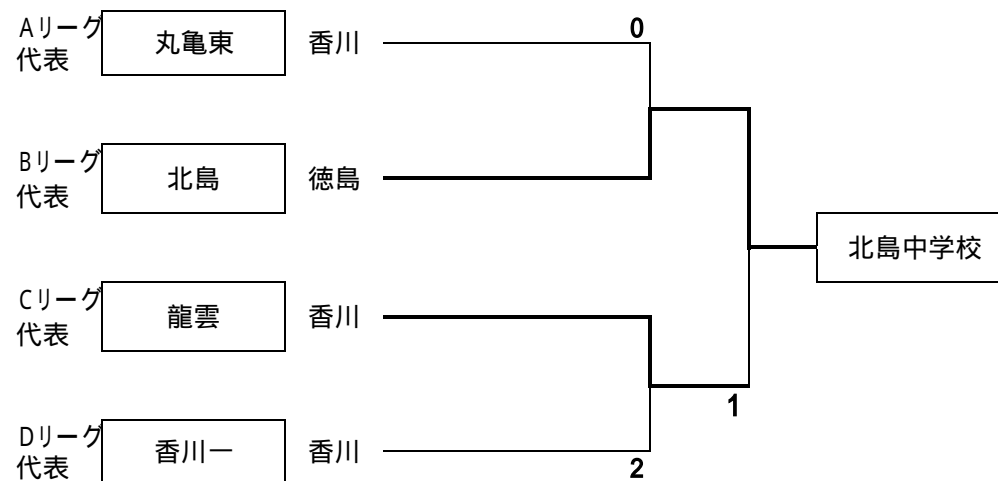 Aリーグ
代表
丸亀東
香川
0
Bリーグ
代表
北島
徳島
北島中学校
Cリーグ
代表
龍雲
香川
1
Dリーグ
代表
香川一
香川
2